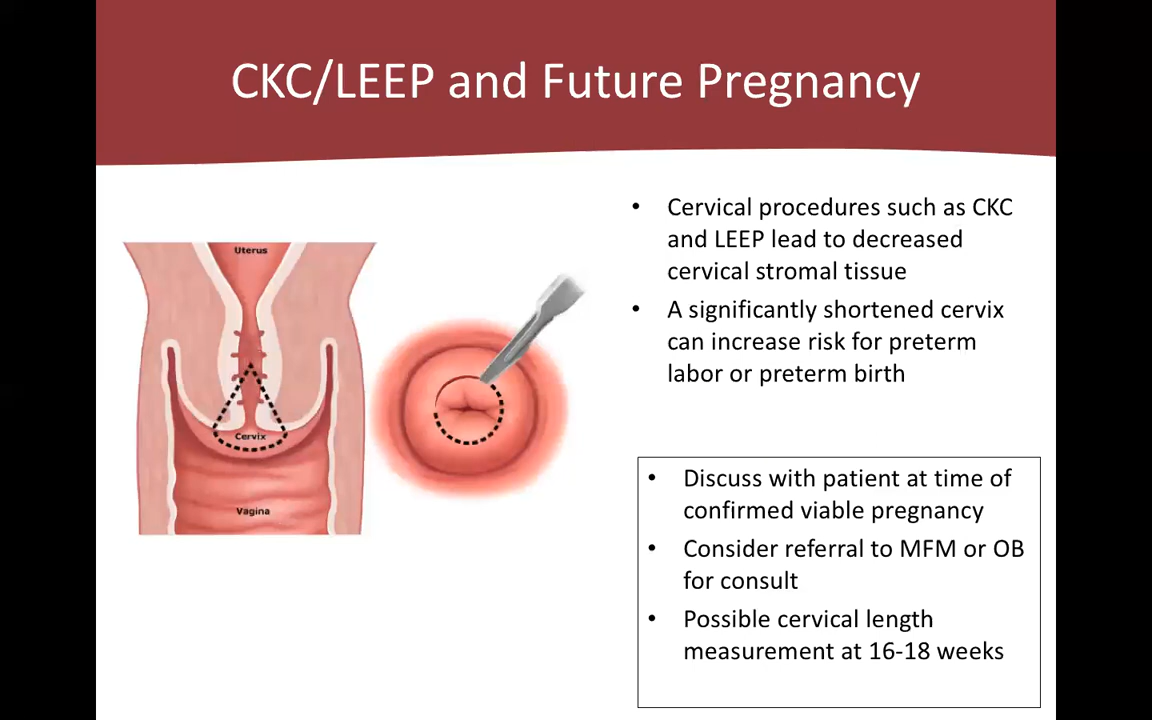 CKC/LEEP and Future Pregnancy
Uterus
Cervix
Vagina
• Cervical procedures such as CKC
and LEEP lead to decreased
cervical stromal tissue
• A significantly shortened cervix
can increase risk for preterm
labor or preterm birth
• Discuss with patient at time of
confirmed viable pregnancy
• Consider referral to MFM or OB
for consult
• Possible cervical length
measurement at 16-18 weeks